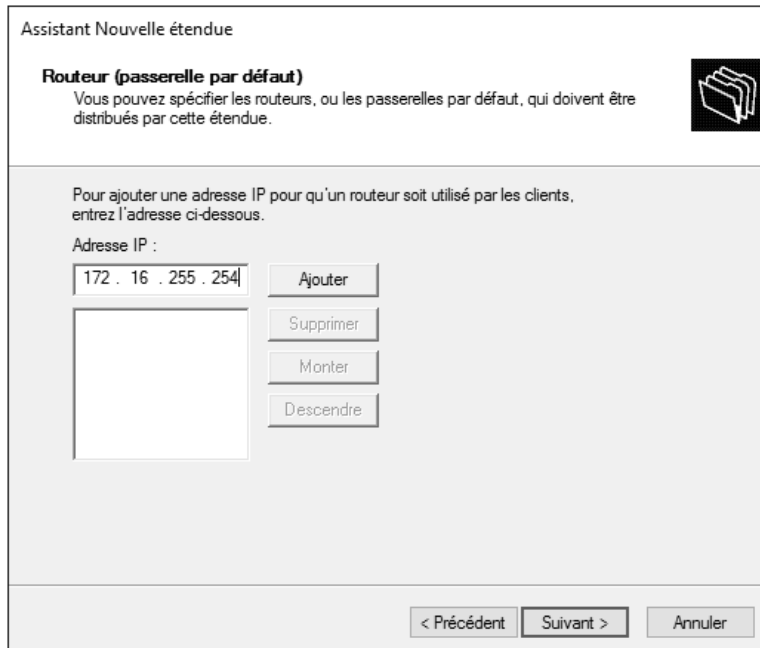 Assistant Nouvelle étendue
Routeur (passerelle par défaut)
Vous pouvez spécifier les routeurs, ou les passerelles par défaut, qui doivent être
distribués par cette étendue.
Pour ajouter une adresse IP pour qu'un routeur soit utilisé par les clients,
entrez l'adresse ci-dessous.
Adresse IP :
172 . 16 . 255 . 254
Ajouter
Supprimer
Monter
Descendre
< Précédent
Suivant >
Annuler